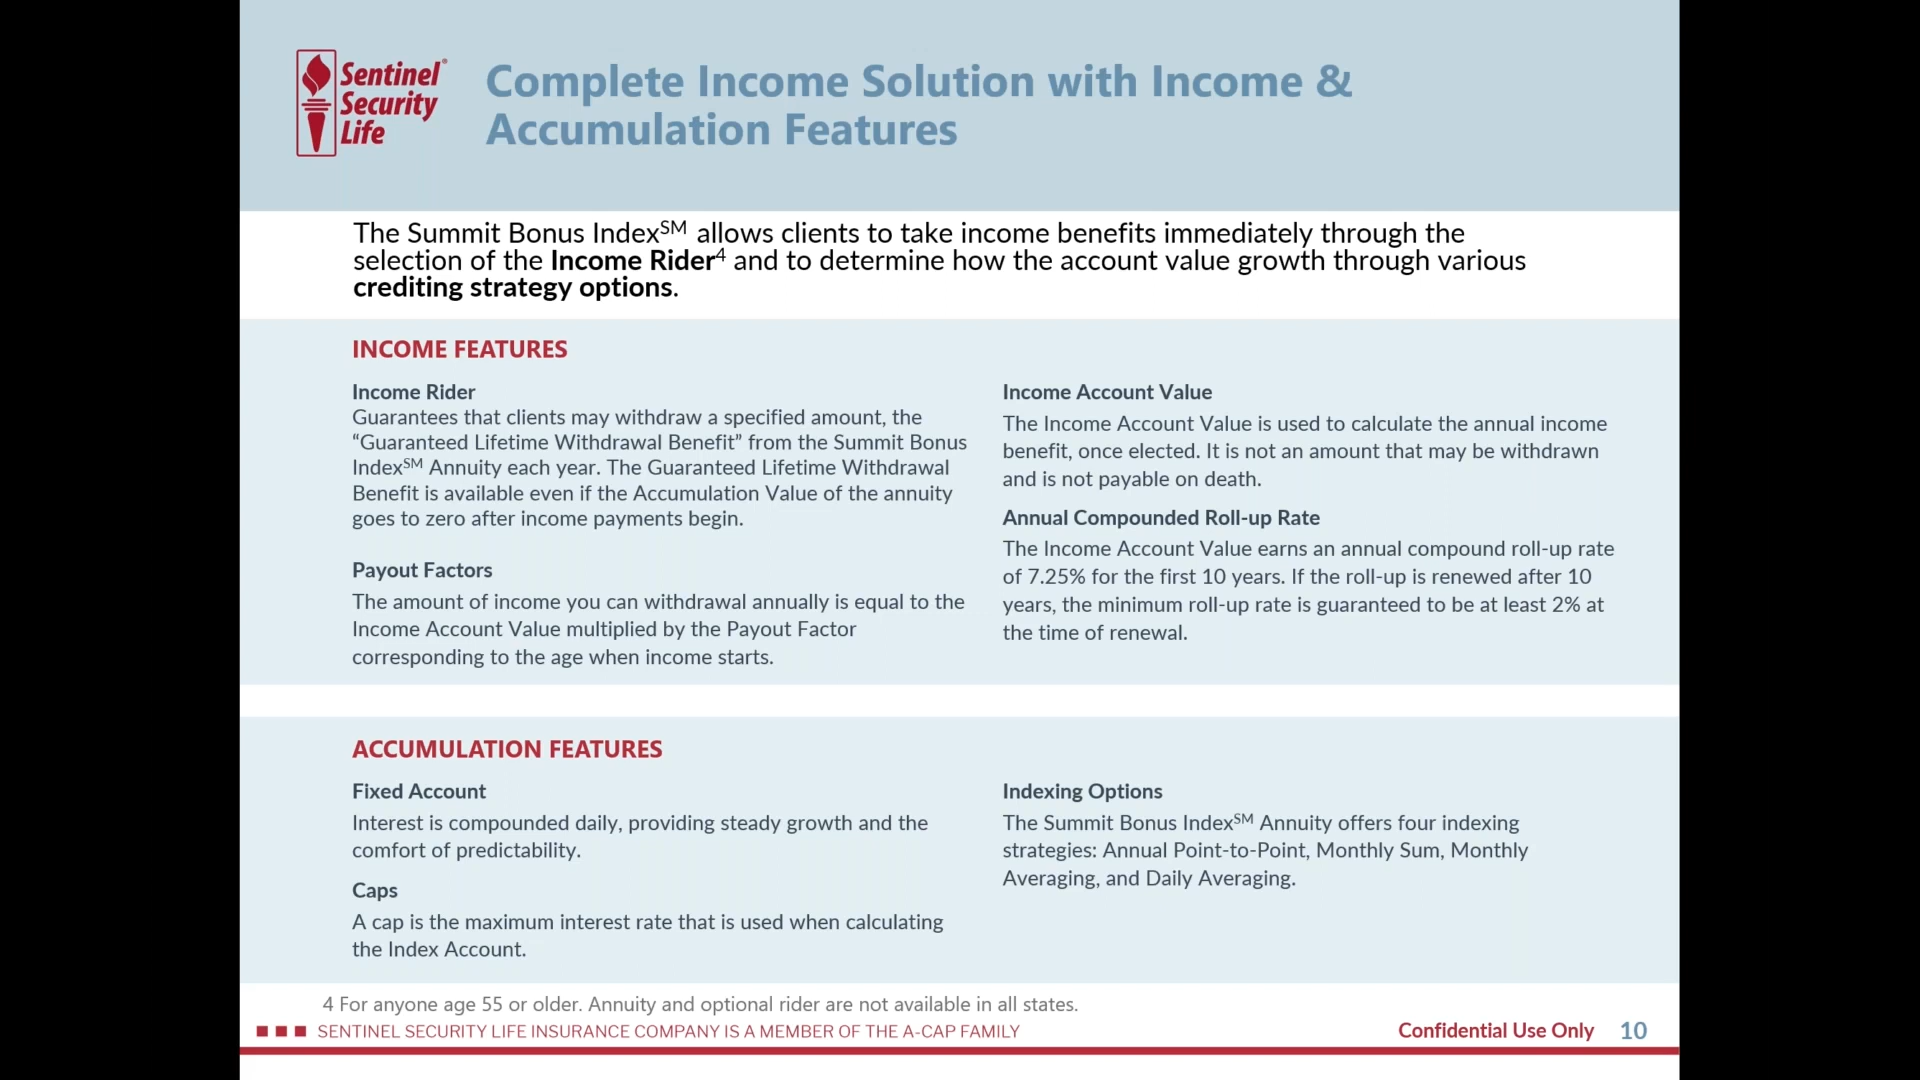 Sentinel®
Security
Life
Complete Income Solution with Income &
Accumulation Features
The Summit Bonus Index℠ allows clients to take income benefits immediately through the
selection of the Income Rider⁴ and to determine how the account value growth through various
crediting strategy options.
INCOME FEATURES
Income Rider
Guarantees that clients may withdraw a specified amount, the
“Guaranteed Lifetime Withdrawal Benefit” from the Summit Bonus
Index℠ Annuity each year. The Guaranteed Lifetime Withdrawal
Benefit is available even if the Accumulation Value of the annuity
goes to zero after income payments begin.
Payout Factors
The amount of income you can withdrawal annually is equal to the
Income Account Value multiplied by the Payout Factor
corresponding to the age when income starts.
Income Account Value
The Income Account Value is used to calculate the annual income
benefit, once elected. It is not an amount that may be withdrawn
and is not payable on death.
Annual Compounded Roll-up Rate
The Income Account Value earns an annual compound roll-up rate
of 7.25% for the first 10 years. If the roll-up is renewed after 10
years, the minimum roll-up rate is guaranteed to be at least 2% at
the time of renewal.
ACCUMULATION FEATURES
Fixed Account
Interest is compounded daily, providing steady growth and the
comfort of predictability.
Caps
A cap is the maximum interest rate that is used when calculating
the Index Account.
Indexing Options
The Summit Bonus Index℠ Annuity offers four indexing
strategies: Annual Point-to-Point, Monthly Sum, Monthly
Averaging, and Daily Averaging.
4 For anyone age 55 or older. Annuity and optional rider are not available in all states.
SENTINEL SECURITY LIFE INSURANCE COMPANY IS A MEMBER OF THE A-CAP FAMILY
Confidential Use Only 10